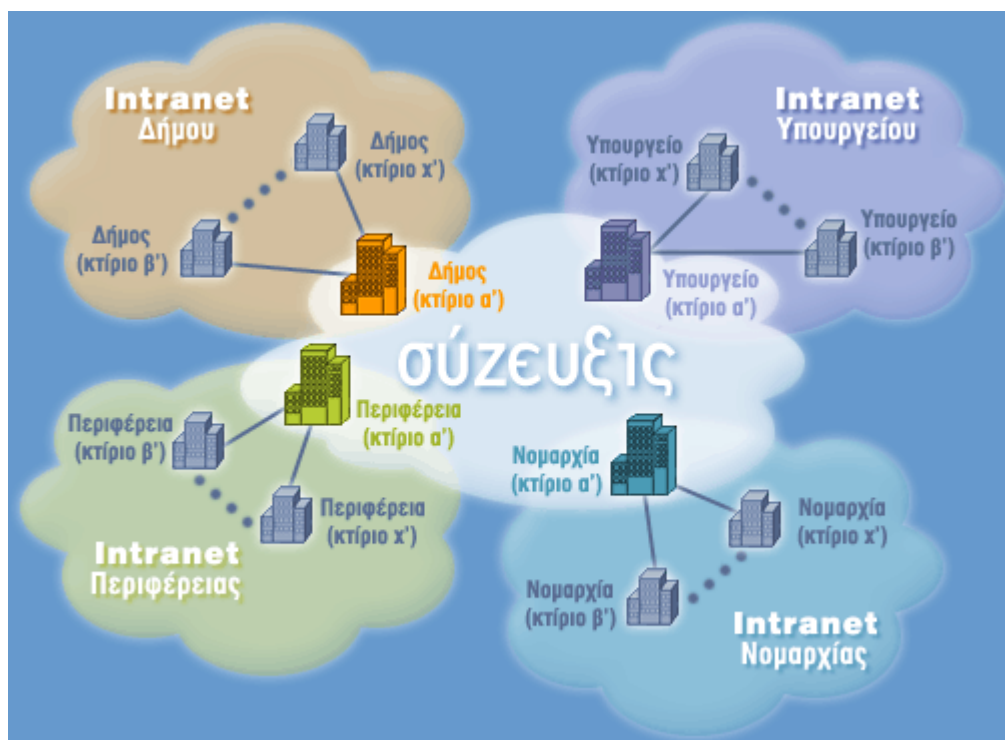 Intranet
Δήμου
Δήμος
(κτίριο χ')
Δήμος
(κτίριο β')
Δήμος
(κτίριο α')
Intranet
Υπουργείου
Υπουργείο
(κτίριο χ')
Υπουργείο
(κτίριο β')
Υπουργείο
(κτίριο α')
σύζευξις
Περιφέρεια
(κτίριο α')
Περιφέρεια
(κτίριο β')
Περιφέρεια
(κτίριο χ')
Intranet
Περιφέρειας
Νομαρχία
(κτίριο α')
Νομαρχία
(κτίριο χ')
Νομαρχία
(κτίριο β')
Intranet
Νομαρχίας